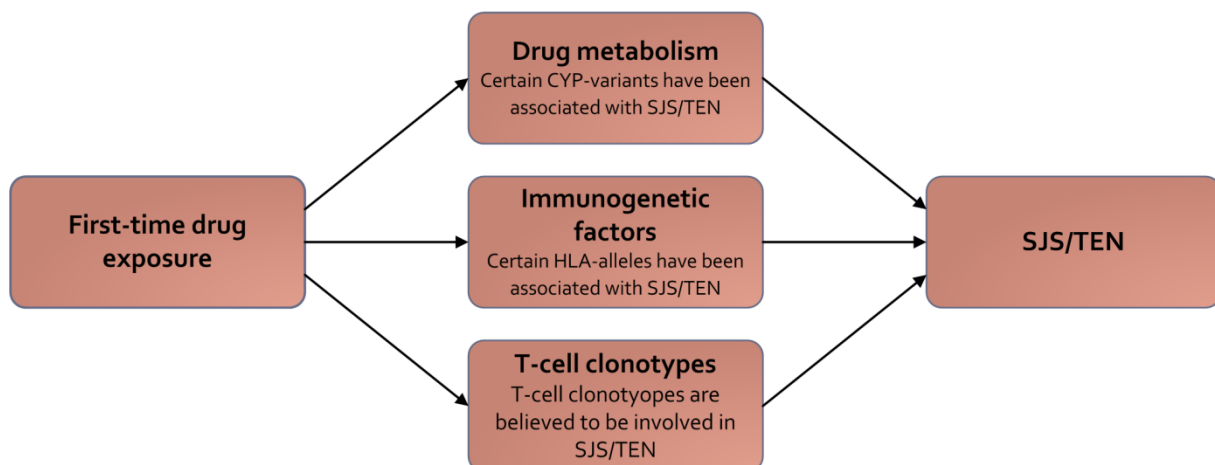 First-time drug
exposure
Drug metabolism
Certain CYP-variants have been
associated with SJS/TEN
Immunogenetic
factors
Certain HLA-alleles have been
associated with SJS/TEN
T-cell clonotypes
T-cell clonotyopes are
believed to be involved in
SJS/TEN
SJS/TEN